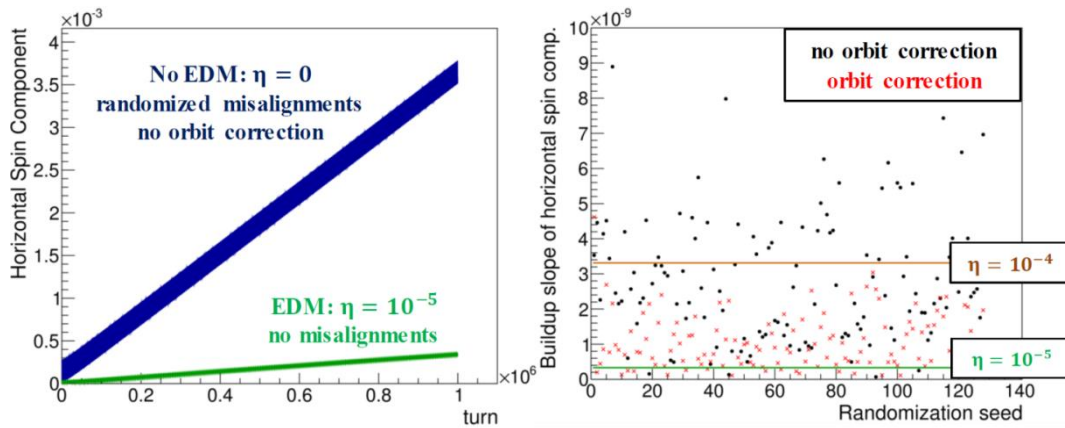 ×10⁻³
Horizontal Spin Component
4
3.5
3
2.5
2
1.5
1
0.5
0
No EDM: η = 0
randomized misalignments
no orbit correction
EDM: η = 10⁻⁵
no misalignments
0 0.2 0.4 0.6 0.8 1
×10⁶
turn
×10⁻⁹
Buildup slope of horizontal spin comp.
10
9
8
7
6
5
4
3
2
1
0
no orbit correction
orbit correction
η = 10⁻⁴
η = 10⁻⁵
0 20 40 60 80 100 120 140
Randomization seed